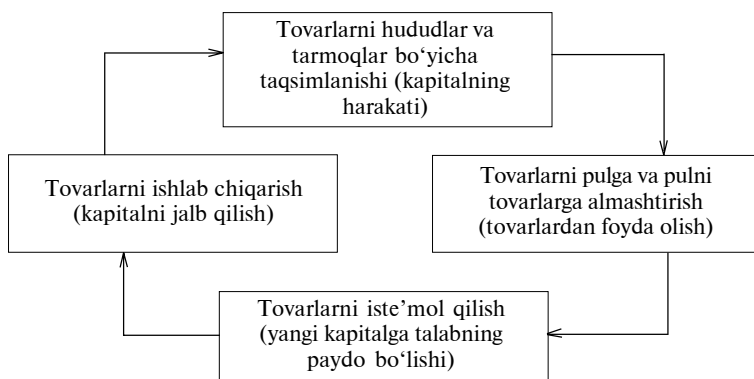 Tovarlarni hududlar va
tarmoqlar bo‘yicha
taqsimlanishi (kapitalning
harakati)
Tovarlarni ishlab chiqarish
(kapitalni jalb qilish)
Tovarlarni pulga va pulni
tovarlarga almashtirish
(tovarlardan foyda olish)
Tovarlarni iste’mol qilish
(yangi kapitalga talabning
paydo bo‘lishi)